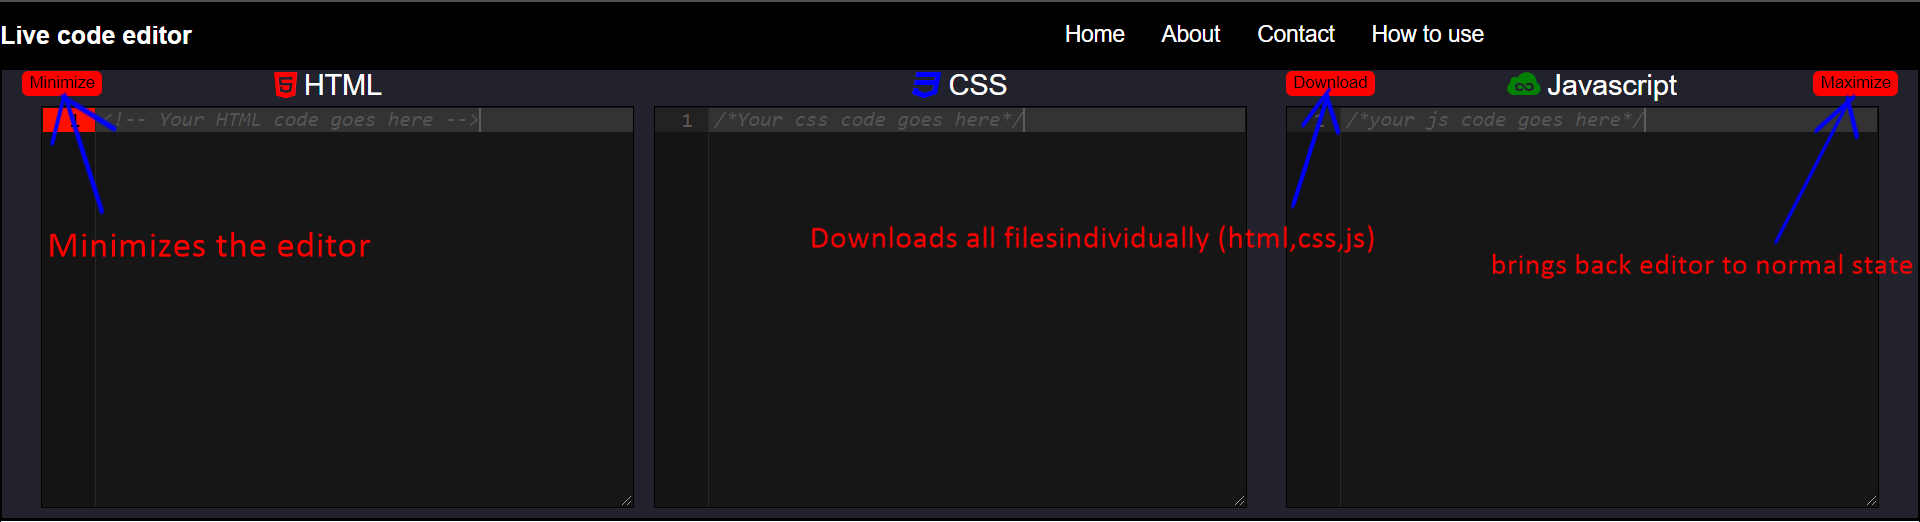 Live code editor
Home About Contact How to use
Minimize HTML CSS Download Javascript Maximize
1 <!-- Your HTML code goes here -->
1 /*Your css code goes here*/
/*your js code goes here*/
Minimizes the editor
Downloads all filesindividually (html,css,js)
brings back editor to normal state